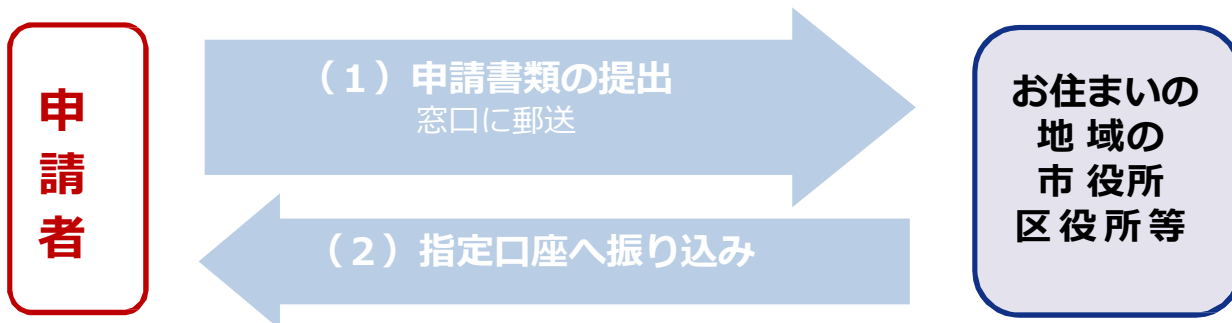 申
請
者
（１）申請書類の提出
窓口に郵送
（２）指定口座へ振り込み
お住まいの
地 域の
市 役所
区役所等